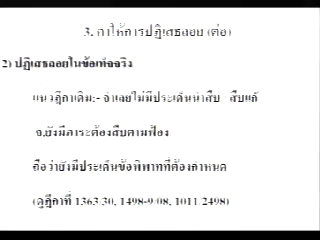 3. คำให้การปฏิเสธลอย (ต่อ)
2) ปฏิเสธลอยในข้อเท็จจริง
แนวฎีกาเดิม:- จำเลยไม่มีประเด็นนำสืบ สืบแก้
จ.ยังมีภาระต้องสืบตามฟ้อง
ถือว่ายังมีประเด็นข้อพิพาทที่ต้องกำหนด
(ดูฎีกาที่ 1363/30, 1498-9/08, 1011/2498)